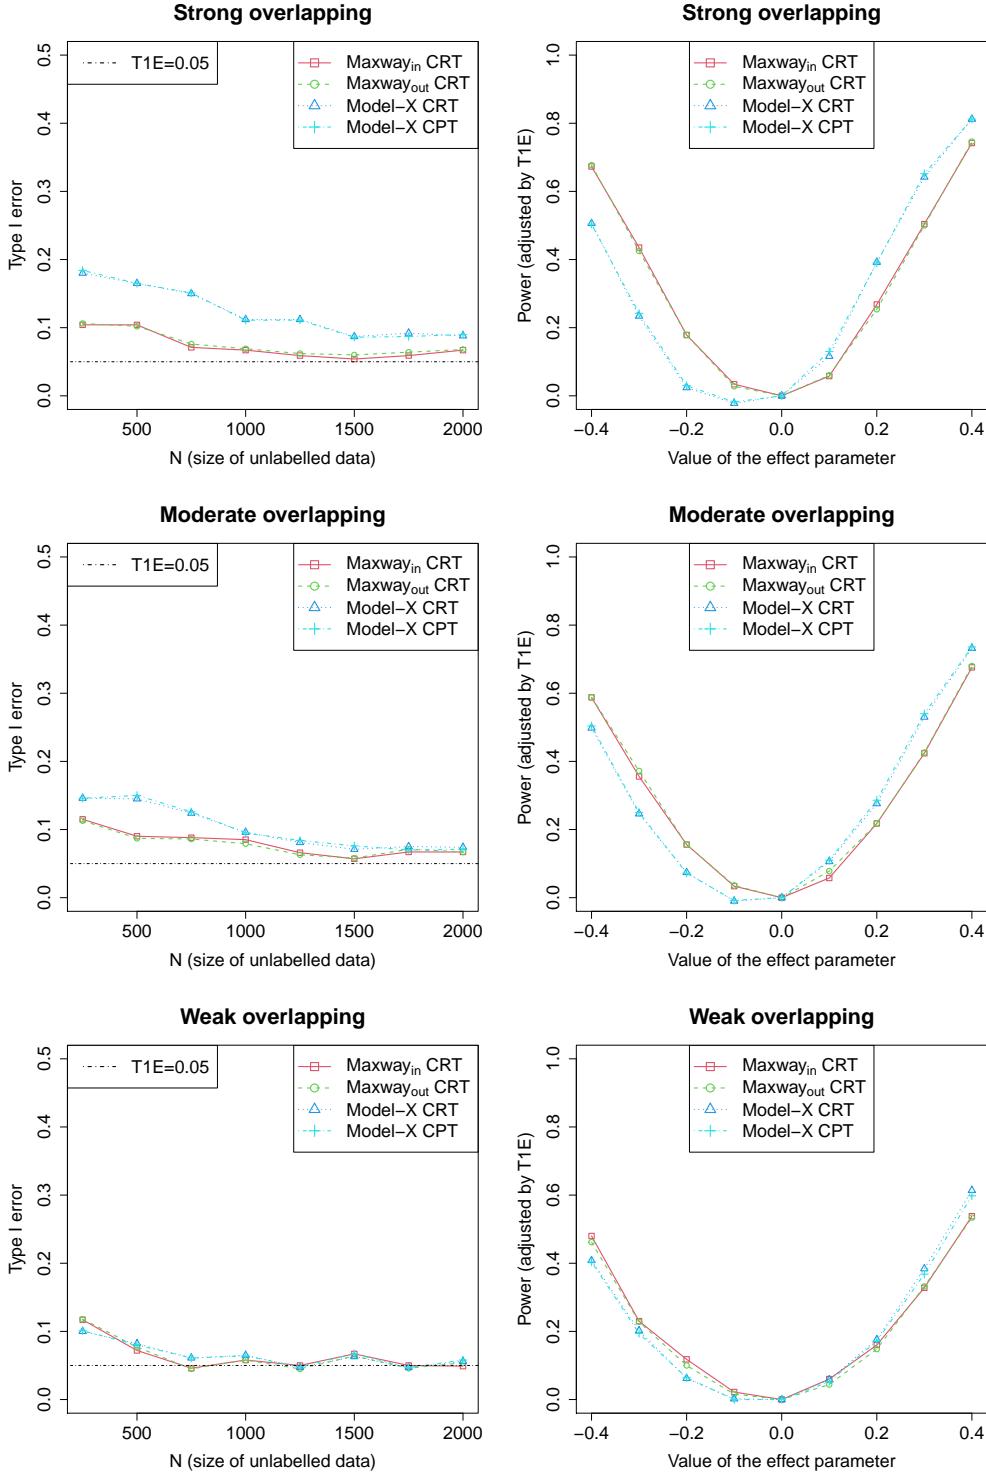 Strong overlapping
T1E=0.05
Maxway_in CRT
Maxway_out CRT
Model−X CRT
Model−X CPT
Type I error
0.0 0.1 0.2 0.3 0.4 0.5
500 1000 1500 2000
N (size of unlabelled data)
Strong overlapping
Maxway_in CRT
Maxway_out CRT
Model−X CRT
Model−X CPT
Power (adjusted by T1E)
0.0 0.2 0.4 0.6 0.8 1.0
−0.4 −0.2 0.0 0.2 0.4
Value of the effect parameter
Moderate overlapping
T1E=0.05
Maxway_in CRT
Maxway_out CRT
Model−X CRT
Model−X CPT
Type I error
0.0 0.1 0.2 0.3 0.4 0.5
500 1000 1500 2000
N (size of unlabelled data)
Moderate overlapping
Maxway_in CRT
Maxway_out CRT
Model−X CRT
Model−X CPT
Power (adjusted by T1E)
0.0 0.2 0.4 0.6 0.8 1.0
−0.4 −0.2 0.0 0.2 0.4
Value of the effect parameter
Weak overlapping
T1E=0.05
Maxway_in CRT
Maxway_out CRT
Model−X CRT
Model−X CPT
Type I error
0.0 0.1 0.2 0.3 0.4 0.5
500 1000 1500 2000
N (size of unlabelled data)
Weak overlapping
Maxway_in CRT
Maxway_out CRT
Model−X CRT
Model−X CPT
Power (adjusted by T1E)
0.0 0.2 0.4 0.6 0.8 1.0
−0.4 −0.2 0.0 0.2 0.4
Value of the effect parameter